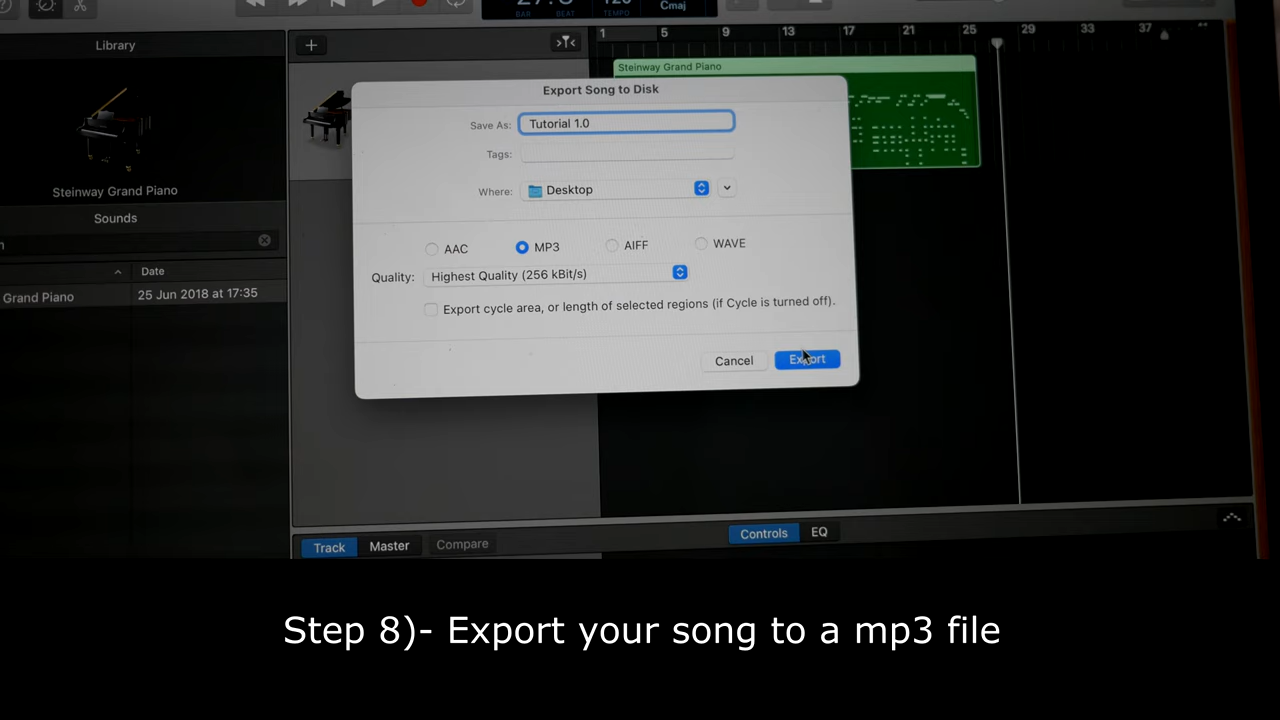 BAR
BEAT
TEMPO
Cmaj
Library
1 5 9 13 17 21 25 29 33 37
Steinway Grand Piano
Export Song to Disk
Save As: Tutorial 1.0
Tags:
Steinway Grand Piano
Where: Desktop
Sounds
AAC MP3 AIFF WAVE
Date
Quality: Highest Quality (256 kBit/s)
Grand Piano 25 Jun 2018 at 17:35
Export cycle area, or length of selected regions (if Cycle is turned off).
Cancel Export
Track Master Compare Controls EQ
Step 8)- Export your song to a mp3 file